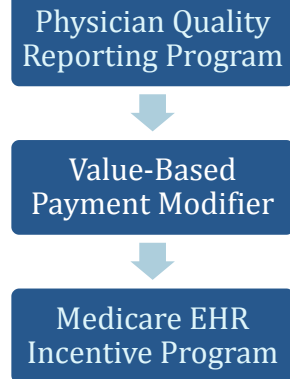 Physician Quality
Reporting Program
Value-Based
Payment Modifier
Medicare EHR
Incentive Program